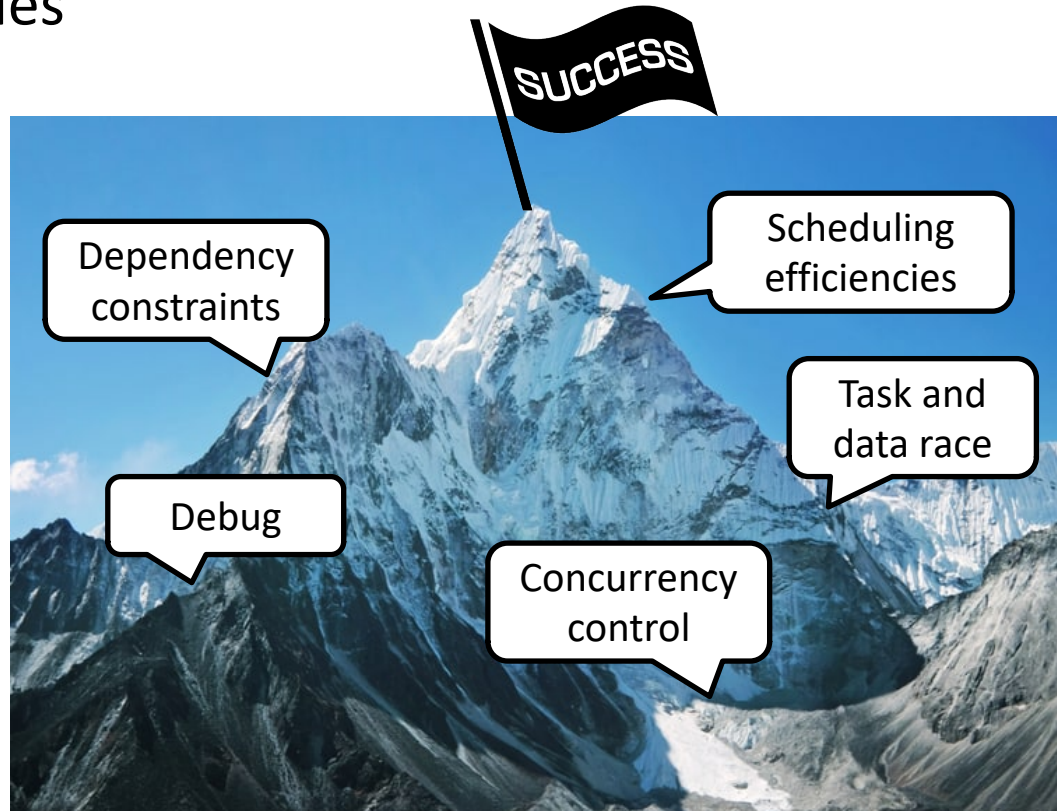 SUCCESS
Dependency
constraints
Scheduling
efficiencies
Task and
data race
Debug
Concurrency
control